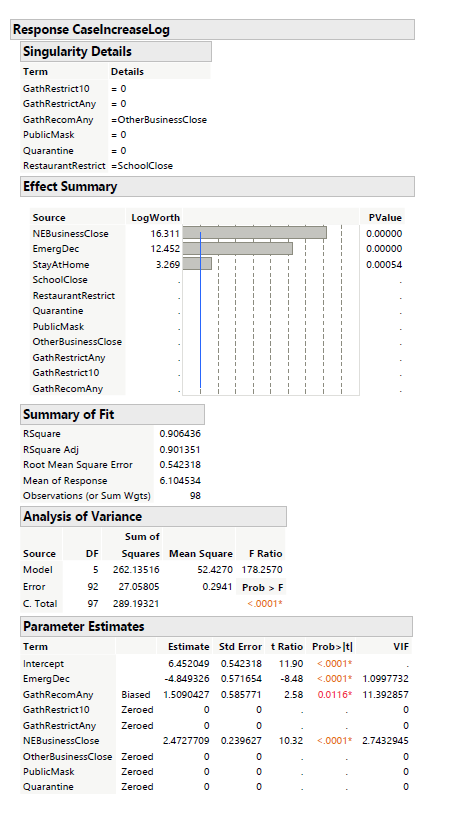 Response CaseIncreaseLog
Singularity Details
Term Details
GathRestrict10 = 0
GathRestrictAny = 0
GathRecomAny =OtherBusinessClose
PublicMask = 0
Quarantine = 0
RestaurantRestrict =SchoolClose
Effect Summary
Source LogWorth PValue
NEBusinessClose 16.311 0.00000
EmergDec 12.452 0.00000
StayAtHome 3.269 0.00054
SchoolClose . .
RestaurantRestrict . .
Quarantine . .
PublicMask . .
OtherBusinessClose . .
GathRestrictAny . .
GathRestrict10 . .
GathRecomAny . .
Summary of Fit
RSquare 0.906436
RSquare Adj 0.901351
Root Mean Square Error 0.542318
Mean of Response 6.104534
Observations (or Sum Wgts) 98
Analysis of Variance
Sum of
Source DF Squares Mean Square F Ratio
Model 5 262.13516 52.4270 178.2570
Error 92 27.05805 0.2941 Prob > F
C. Total 97 289.19321 <.0001*
Parameter Estimates
Term Estimate Std Error t Ratio Prob>|t| VIF
Intercept 6.452049 0.542318 11.90 <.0001* .
EmergDec -4.849326 0.571654 -8.48 <.0001* 1.0997732
GathRecomAny Biased 1.5090427 0.585771 2.58 0.0116* 11.392857
GathRestrict10 Zeroed 0 0 . . 0
GathRestrictAny Zeroed 0 0 . . 0
NEBusinessClose 2.4727709 0.239627 10.32 <.0001* 2.7432945
OtherBusinessClose Zeroed 0 0 . . 0
PublicMask Zeroed 0 0 . . 0
Quarantine Zeroed 0 0 . . 0